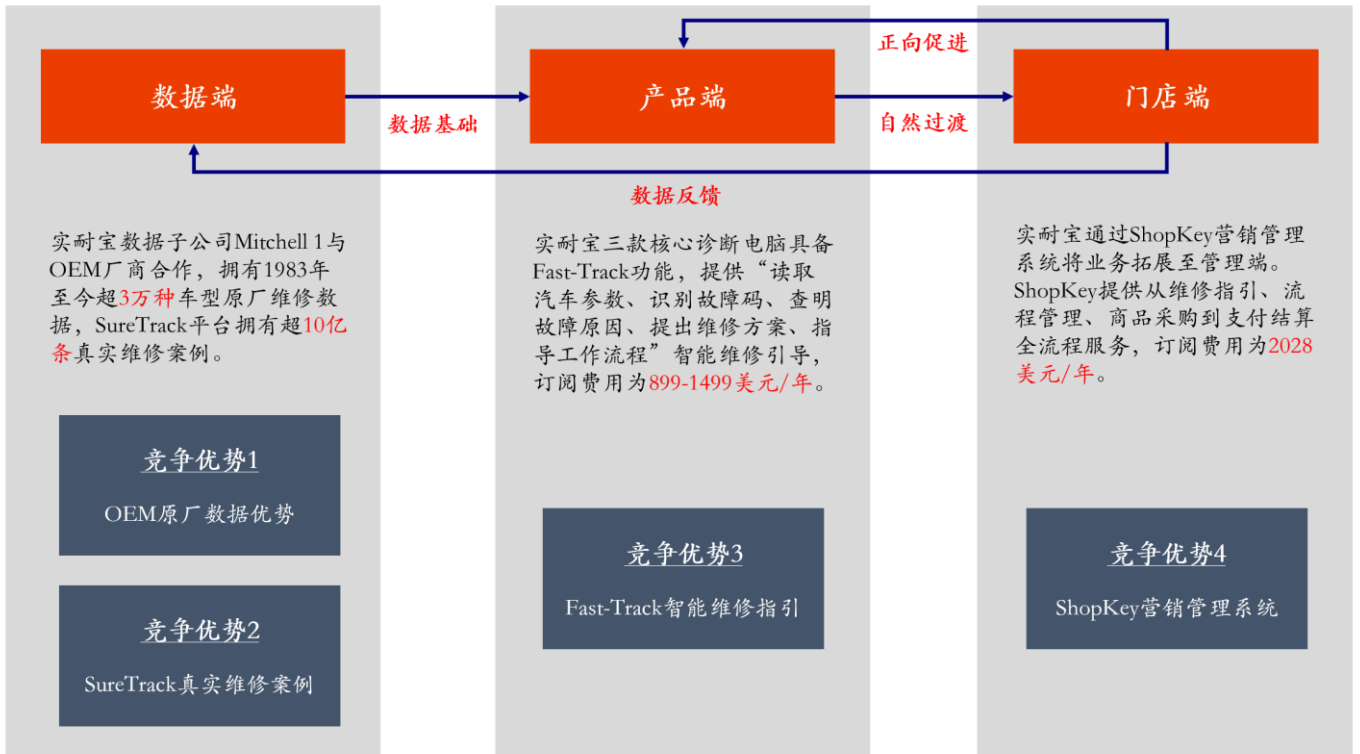 正向促进
数据端
产品端
门店端
数据基础
自然过渡
数据反馈
实耐宝数据子公司Mitchell 1与
OEM厂商合作，拥有1983年
至今超3万种车型原厂维修数
据，SureTrack平台拥有超10亿
条真实维修案例。
竞争优势1
OEM原厂数据优势
竞争优势2
SureTrack真实维修案例
实耐宝三款核心诊断电脑具备
Fast-Track功能，提供“读取
汽车参数、识别故障码、查明
故障原因、提出维修方案、指
导工作流程”智能维修引导，
订阅费用为899-1499美元/年。
竞争优势3
Fast-Track智能维修指引
实耐宝通过ShopKey营销管理
系统将业务拓展至管理端。
ShopKey提供从维修指引、流
程管理、商品采购到支付结算
全流程服务，订阅费用为2028
美元/年。
竞争优势4
ShopKey营销管理系统